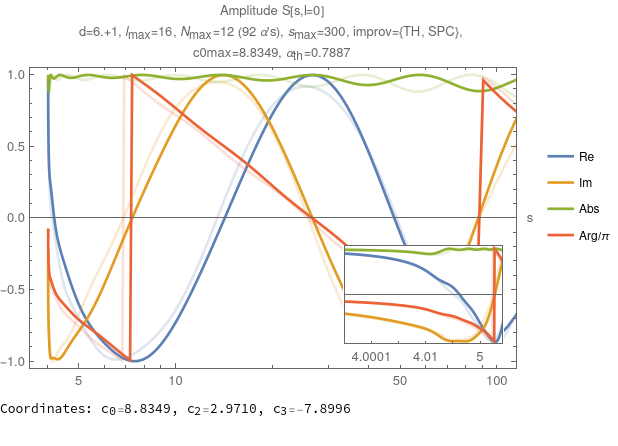 Amplitude S[s,l=0]
d=6.+1, lmax=16, Nmax=12 (92 α's), smax=300, improv={TH, SPC},
c0max=8.8349, αth=0.7887
1.0
0.5
0.0
-0.5
-1.0
s
Re
Im
Abs
Arg/π
4.0001 4.01 5
5 10 50 100
Coordinates: c0=8.8349, c2=2.9710, c3=-7.8996